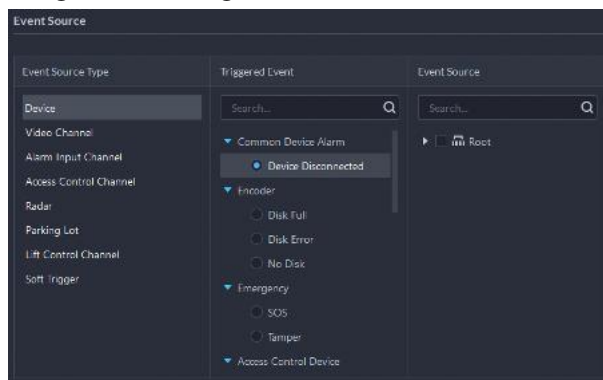 Event Source
Event Source Type
Device
Video Channel
Alarm Input Channel
Access Control Channel
Radar
Parking Lot
Lift Control Channel
Soft Trigger
Triggered Event
Search...
Common Device Alarm
Device Disconnected
Encoder
Disk Full
Disk Error
No Disk
Emergency
SOS
Tamper
Access Control Device
Event Source
Search...
Root